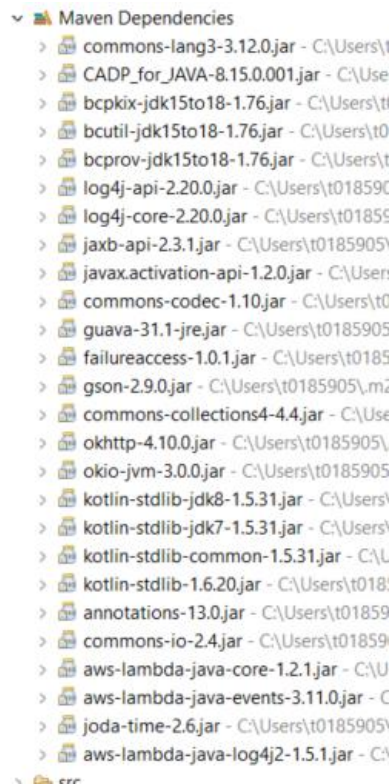 Maven Dependencies
commons-lang3-3.12.0.jar - C:\Users\t
CADP_for_JAVA-8.15.0.001.jar - C:\Use
bcpkix-jdk15to18-1.76.jar - C:\Users\t
bcutil-jdk15to18-1.76.jar - C:\Users\t0
bcprov-jdk15to18-1.76.jar - C:\Users\t
log4j-api-2.20.0.jar - C:\Users\t018590
log4j-core-2.20.0.jar - C:\Users\t01859
jaxb-api-2.3.1.jar - C:\Users\t0185905\
javax.activation-api-1.2.0.jar - C:\Users
commons-codec-1.10.jar - C:\Users\t0
guava-31.1-jre.jar - C:\Users\t0185905
failureaccess-1.0.1.jar - C:\Users\t0185
gson-2.9.0.jar - C:\Users\t0185905\.m2
commons-collections4-4.4.jar - C:\Use
okhttp-4.10.0.jar - C:\Users\t0185905\
okio-jvm-3.0.0.jar - C:\Users\t0185905
kotlin-stdlib-jdk8-1.5.31.jar - C:\Users\
kotlin-stdlib-jdk7-1.5.31.jar - C:\Users\
kotlin-stdlib-common-1.5.31.jar - C:\U
kotlin-stdlib-1.6.20.jar - C:\Users\t018
annotations-13.0.jar - C:\Users\t01859
commons-io-2.4.jar - C:\Users\t01859
aws-lambda-java-core-1.2.1.jar - C:\U
aws-lambda-java-events-3.11.0.jar - C
joda-time-2.6.jar - C:\Users\t0185905\
aws-lambda-java-log4j2-1.5.1.jar - C:\
src